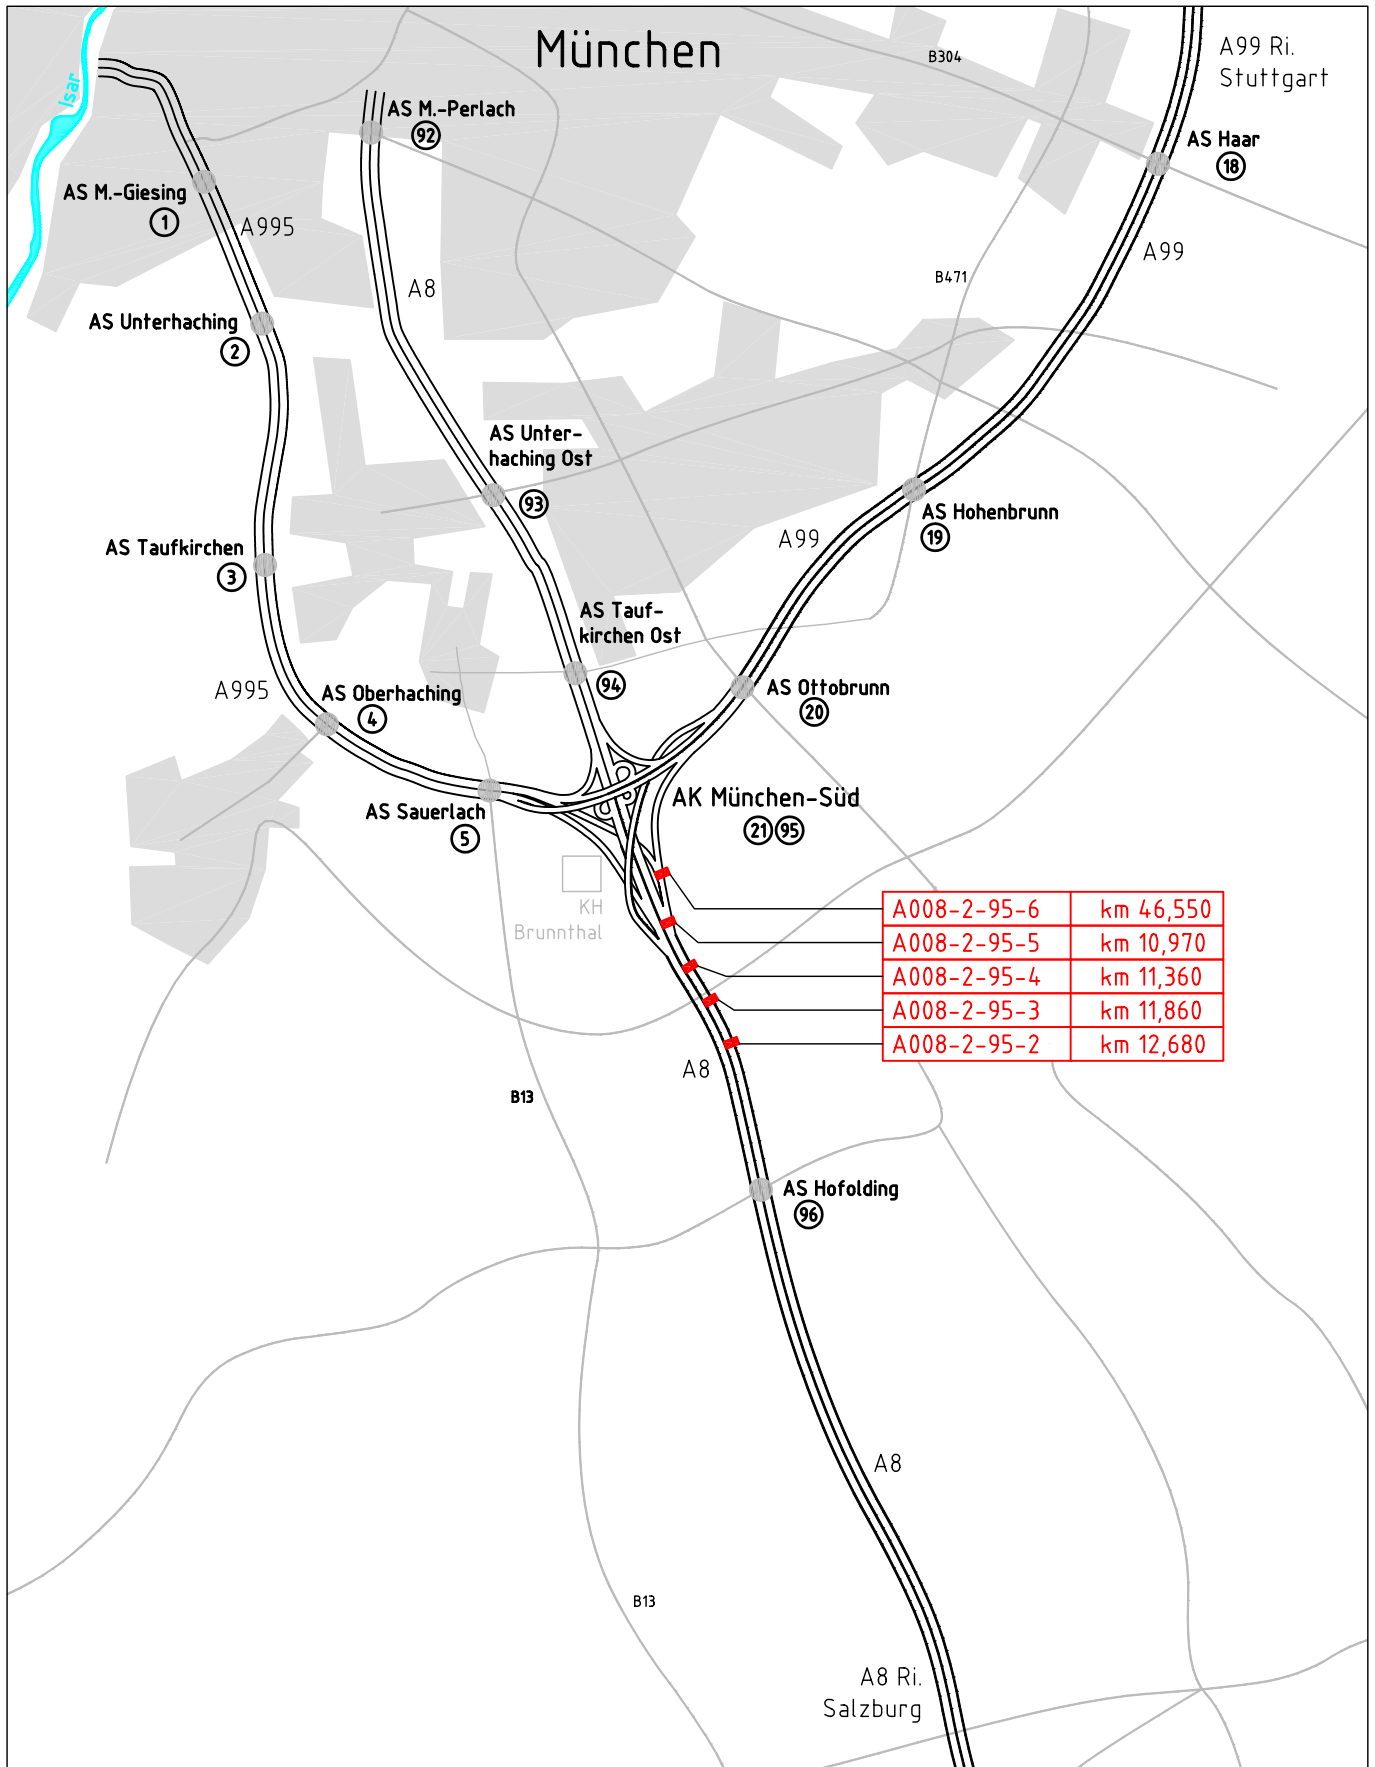 München
A99 Ri.
Stuttgart
B304
Isar
AS M.-Perlach
92
AS Haar
18
AS M.-Giesing
1
A995
A99
B471
A8
AS Unterhaching
2
AS Unter-
haching Ost
93
AS Hohenbrunn
19
A99
AS Taufkirchen
3
AS Tauf-
kirchen Ost
94
A995
AS Oberhaching
4
AS Ottobrunn
20
AK München-Süd
21 95
AS Sauerlach
5
KH
Brunnthal
A008-2-95-6 km 46,550
A008-2-95-5 km 10,970
A008-2-95-4 km 11,360
A008-2-95-3 km 11,860
A008-2-95-2 km 12,680
A8
B13
AS Hofolding
96
A8
B13
A8 Ri.
Salzburg